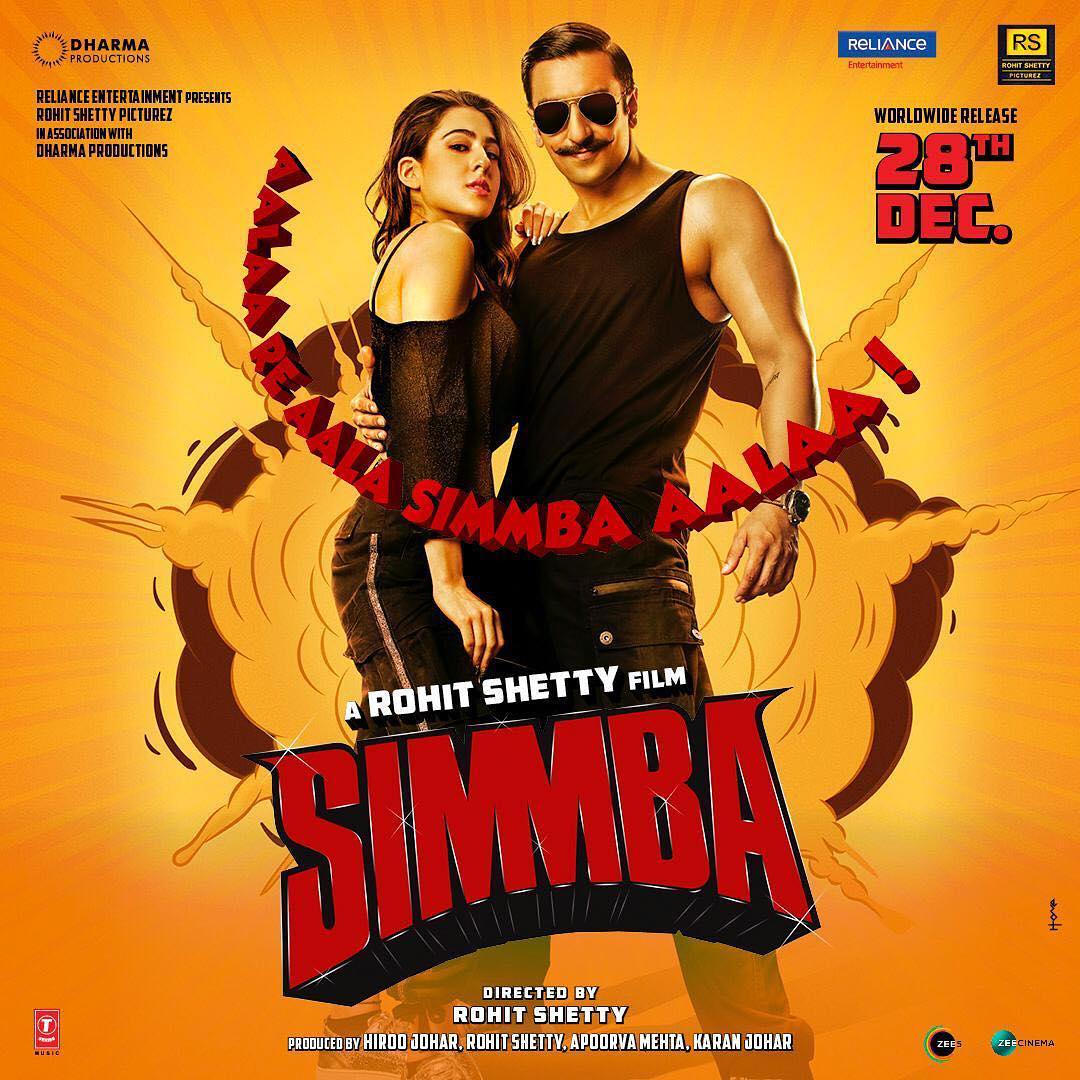 DHARMA
PRODUCTIONS
RELIANCE ENTERTAINMENT PRESENTS
ROHIT SHETTY PICTUREZ
IN ASSOCIATION WITH
DHARMA PRODUCTIONS
RELIANCE
Entertainment
RS
ROHIT SHETTY
PICTUREZ
WORLDWIDE RELEASE
28TH
DEC.
AALAA RE AALA SIMMBA AALAA !
A ROHIT SHETTY FILM
SIMMBA
DIRECTED BY
ROHIT SHETTY
PRODUCED BY HIROO JOHAR, ROHIT SHETTY, APOORVA MEHTA, KARAN JOHAR
T
SERIES
MUSIC
ZEE5
ZEE CINEMA